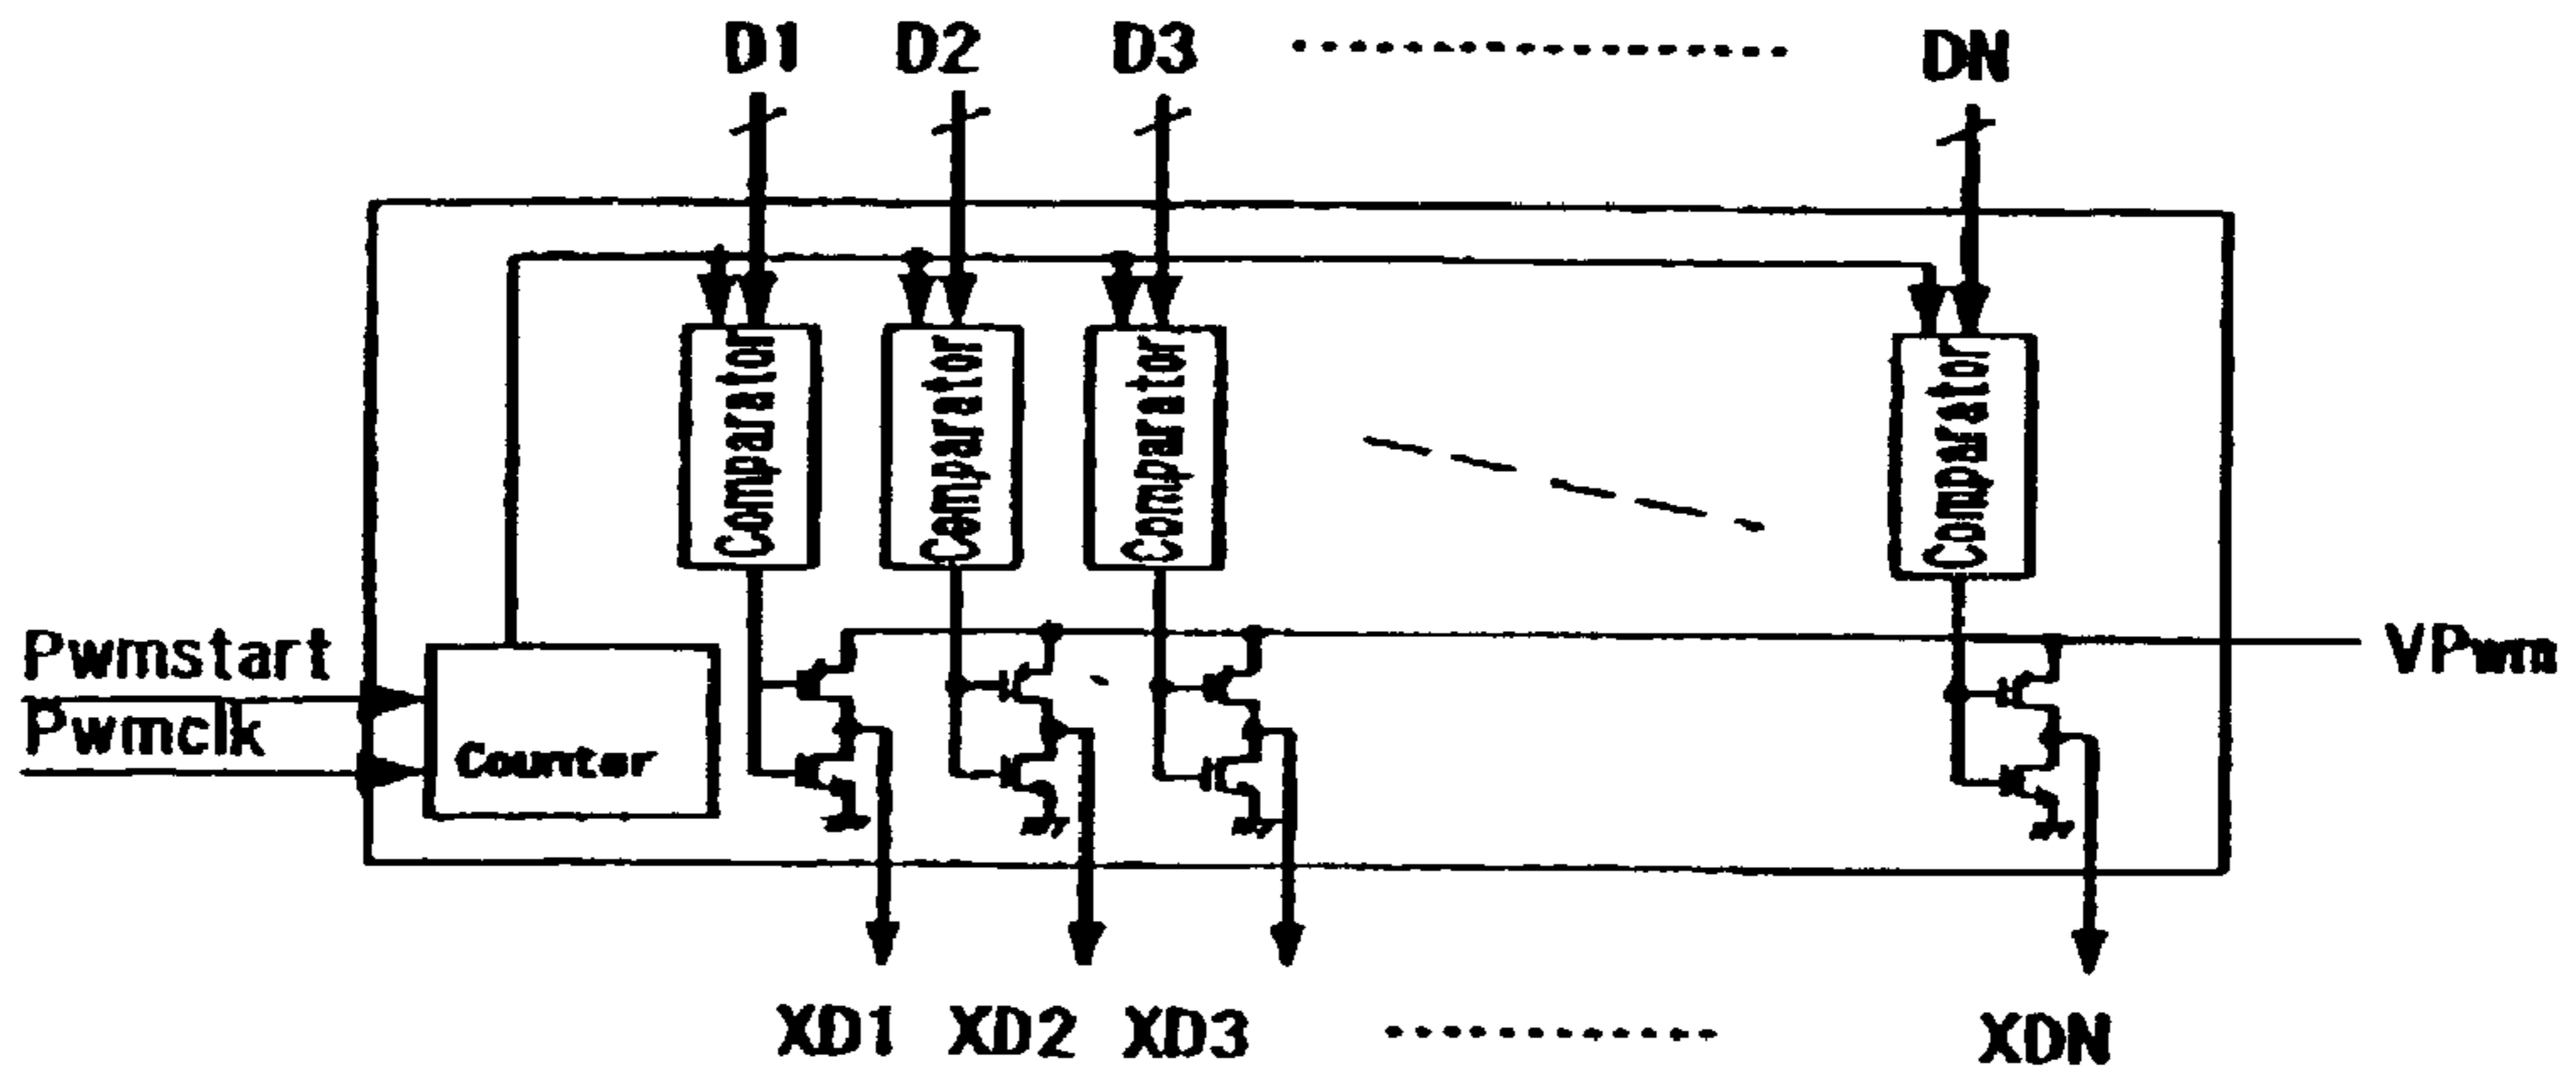 D1 D2 D3 DN
Comparator Comparator Comparator Comparator
Pwmstart
VPwm
Pwmclk
Counter
XD1 XD2 XD3 XDN